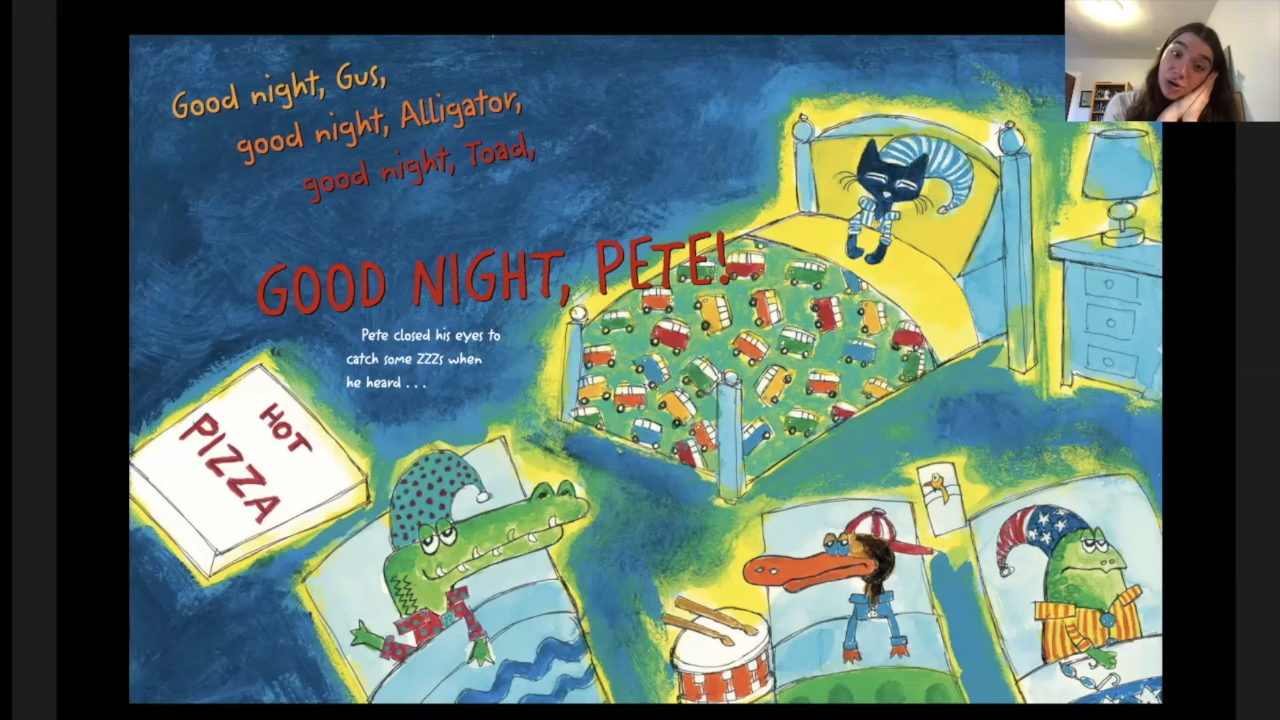 Good night, Gus,
good night, Alligator,
good night, Toad,
GOOD NIGHT, PETE!
Pete closed his eyes to
catch some ZZZs when
he heard . . .
HOT
PIZZA